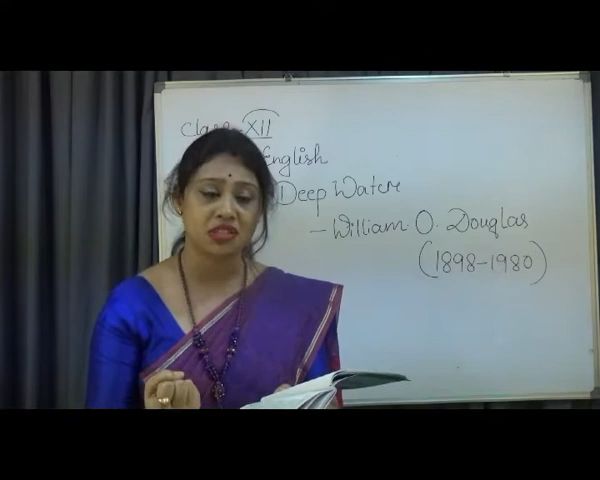 Class - XII
English
Deep Water
- William O. Douglas
(1898-1980)